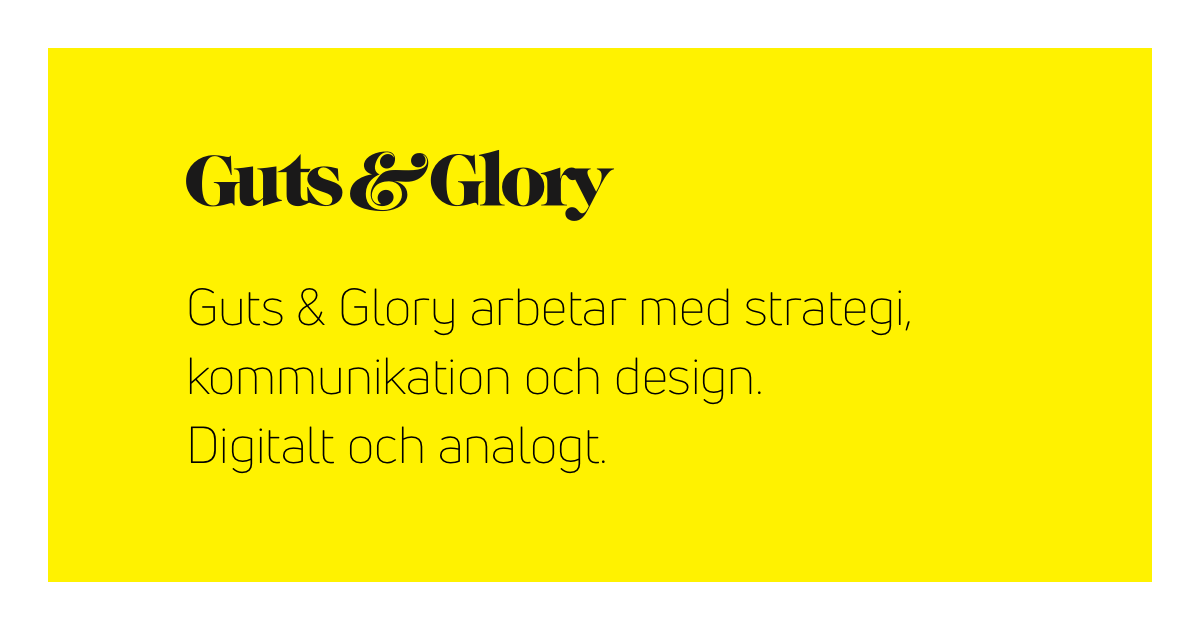 Guts & Glory
Guts & Glory arbetar med strategi,
kommunikation och design.
Digitalt och analogt.